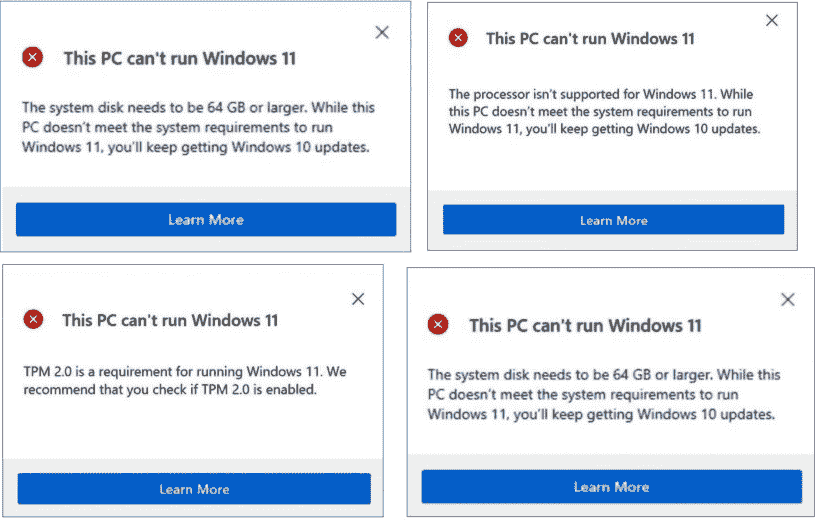 This PC can't run Windows 11
The system disk needs to be 64 GB or larger. While this
PC doesn't meet the system requirements to run
Windows 11, you'll keep getting Windows 10 updates.
Learn More
This PC can't run Windows 11
The processor isn't supported for Windows 11. While
this PC doesn't meet the system requirements to run
Windows 11, you'll keep getting Windows 10 updates.
Learn More
This PC can't run Windows 11
TPM 2.0 is a requirement for running Windows 11. We
recommend that you check if TPM 2.0 is enabled.
Learn More
This PC can't run Windows 11
The system disk needs to be 64 GB or larger. While this
PC doesn't meet the system requirements to run
Windows 11, you'll keep getting Windows 10 updates.
Learn More